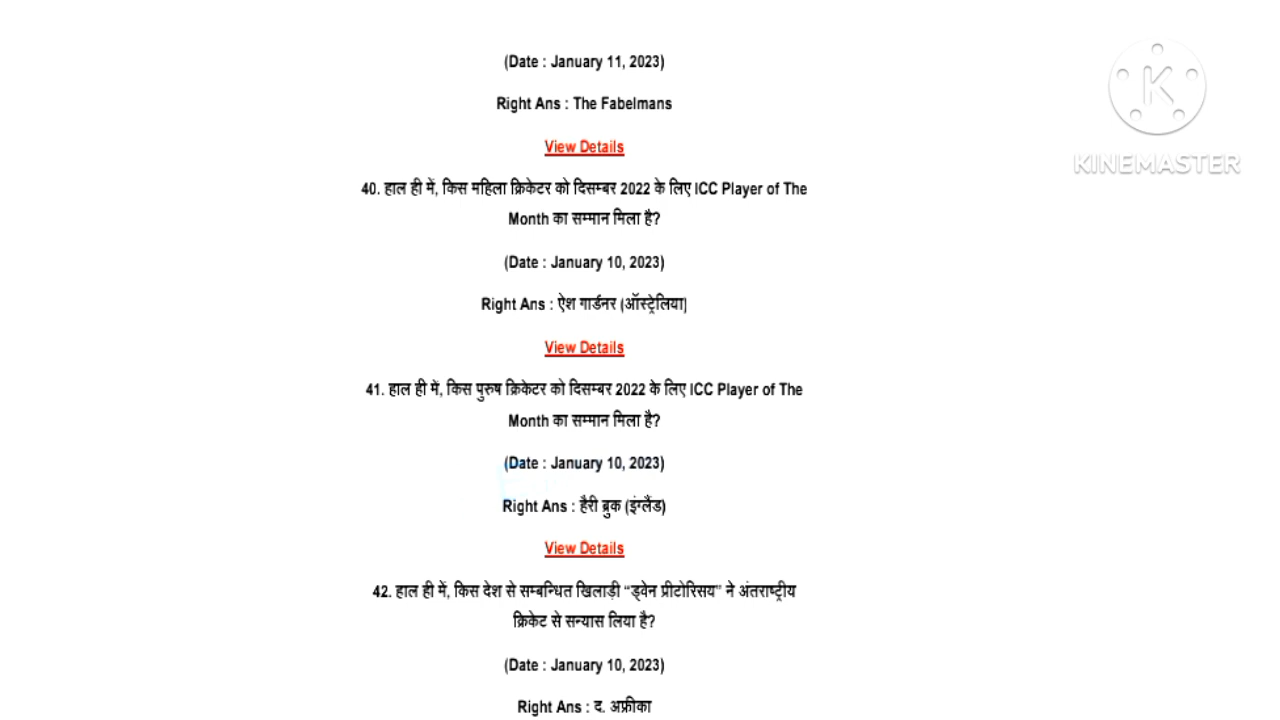 (Date : January 11, 2023)
Right Ans : The Fabelmans
View Details
40. हाल ही में, किस महिला क्रिकेटर को दिसम्बर 2022 के लिए ICC Player of The
Month का सम्मान मिला है?
(Date : January 10, 2023)
Right Ans : ऐश गार्डनर (ऑस्ट्रेलिया)
View Details
41. हाल ही में, किस पुरुष क्रिकेटर को दिसम्बर 2022 के लिए ICC Player of The
Month का सम्मान मिला है?
(Date : January 10, 2023)
Right Ans : हैरी ब्रुक (इंग्लैंड)
View Details
42. हाल ही में, किस देश से सम्बन्धित खिलाड़ी “ड्वेन प्रीटोरिसय” ने अंतराष्ट्रीय
क्रिकेट से सन्यास लिया है?
(Date : January 10, 2023)
Right Ans : द. अफ्रीका
K
KINEMASTER